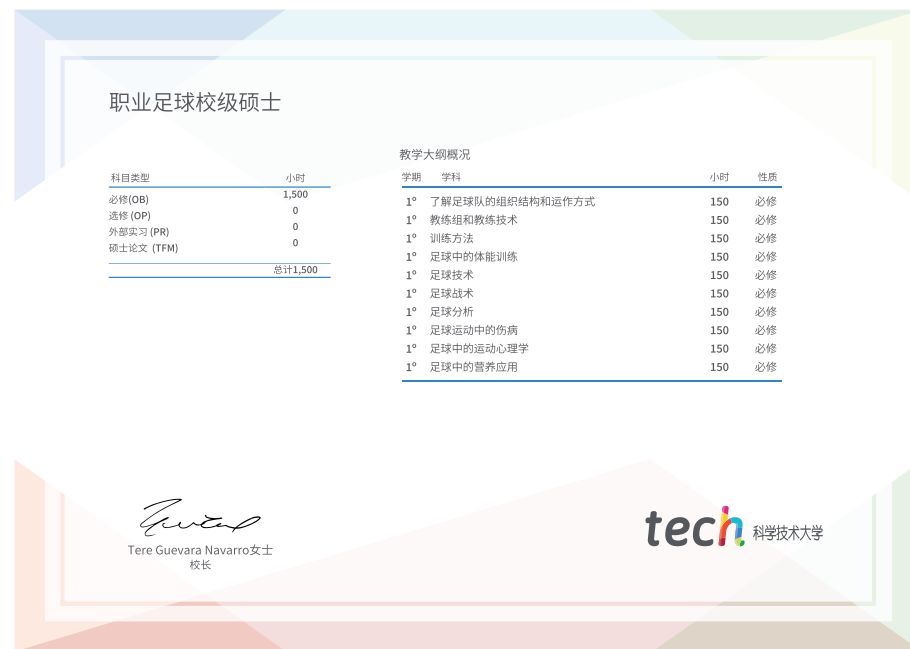 职业足球校级硕士
科目类型 小时
必修(OB) 1,500
选修 (OP) 0
外部实习 (PR) 0
硕士论文 (TFM) 0
总计1,500
教学大纲概况
学期 学科 小时 性质
1º 了解足球队的组织结构和运作方式 150 必修
1º 教练组和教练技术 150 必修
1º 训练方法 150 必修
1º 足球中的体能训练 150 必修
1º 足球技术 150 必修
1º 足球战术 150 必修
1º 足球分析 150 必修
1º 足球运动中的伤病 150 必修
1º 足球中的运动心理学 150 必修
1º 足球中的营养应用 150 必修
Tere Guevara Navarro女士
校长
tech 科学技术大学